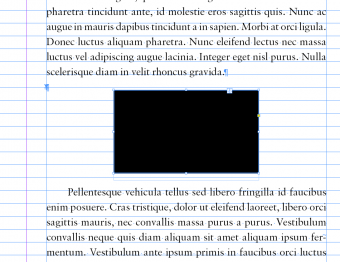 pharetra tincidunt ante, id molestie eros sagittis quis. Nunc ac
augue in mauris dapibus tincidunt a in sapien. Morbi at orci ligula.
Donec luctus aliquam pharetra. Nunc eleifend lectus nec massa
luctus vel adipiscing augue lacinia. Integer eget nisl purus. Nulla
scelerisque diam in velit rhoncus gravida.¶
Pellentesque vehicula tellus sed libero fringilla id faucibus
enim posuere. Cras tristique, dolor ut eleifend laoreet, libero orci
sagittis mauris, nec convallis massa purus a purus. Vestibulum
convallis neque quis diam aliquam sit amet aliquam ipsum fer-
mentum. Vestibulum ante ipsum primis in faucibus orci luctus